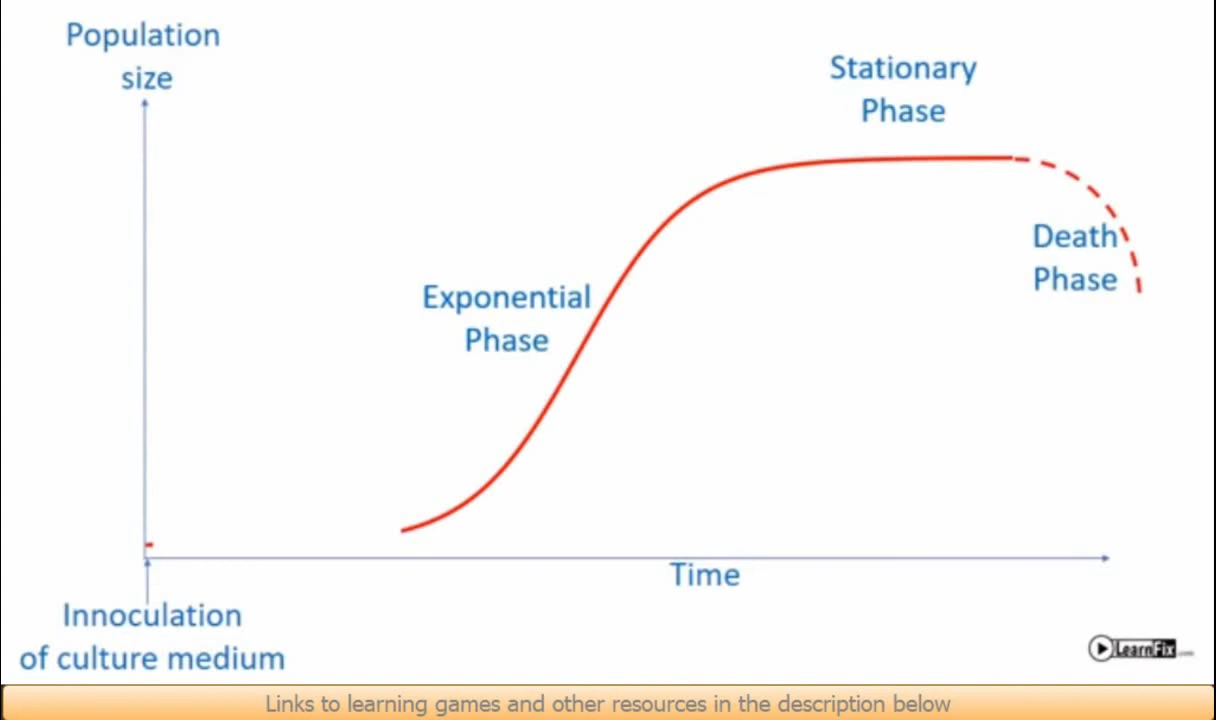 Population
size
Stationary
Phase
Death
Phase
Exponential
Phase
Time
Innoculation
of culture medium
LearnFix
Links to learning games and other resources in the description below